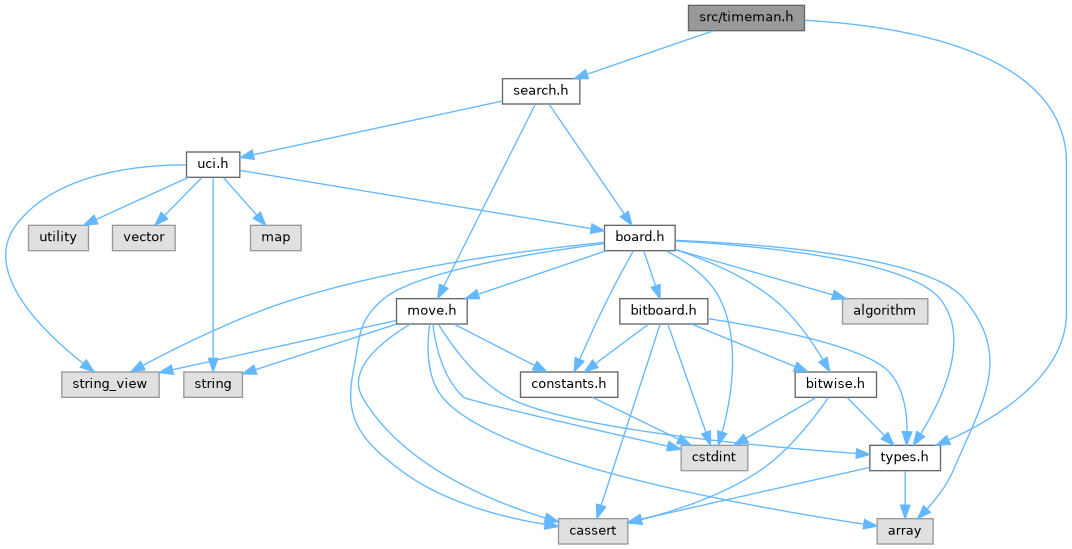 src/timeman.h
search.h
uci.h
utility
vector
map
board.h
move.h
bitboard.h
algorithm
string_view
string
constants.h
bitwise.h
cstdint
types.h
cassert
array